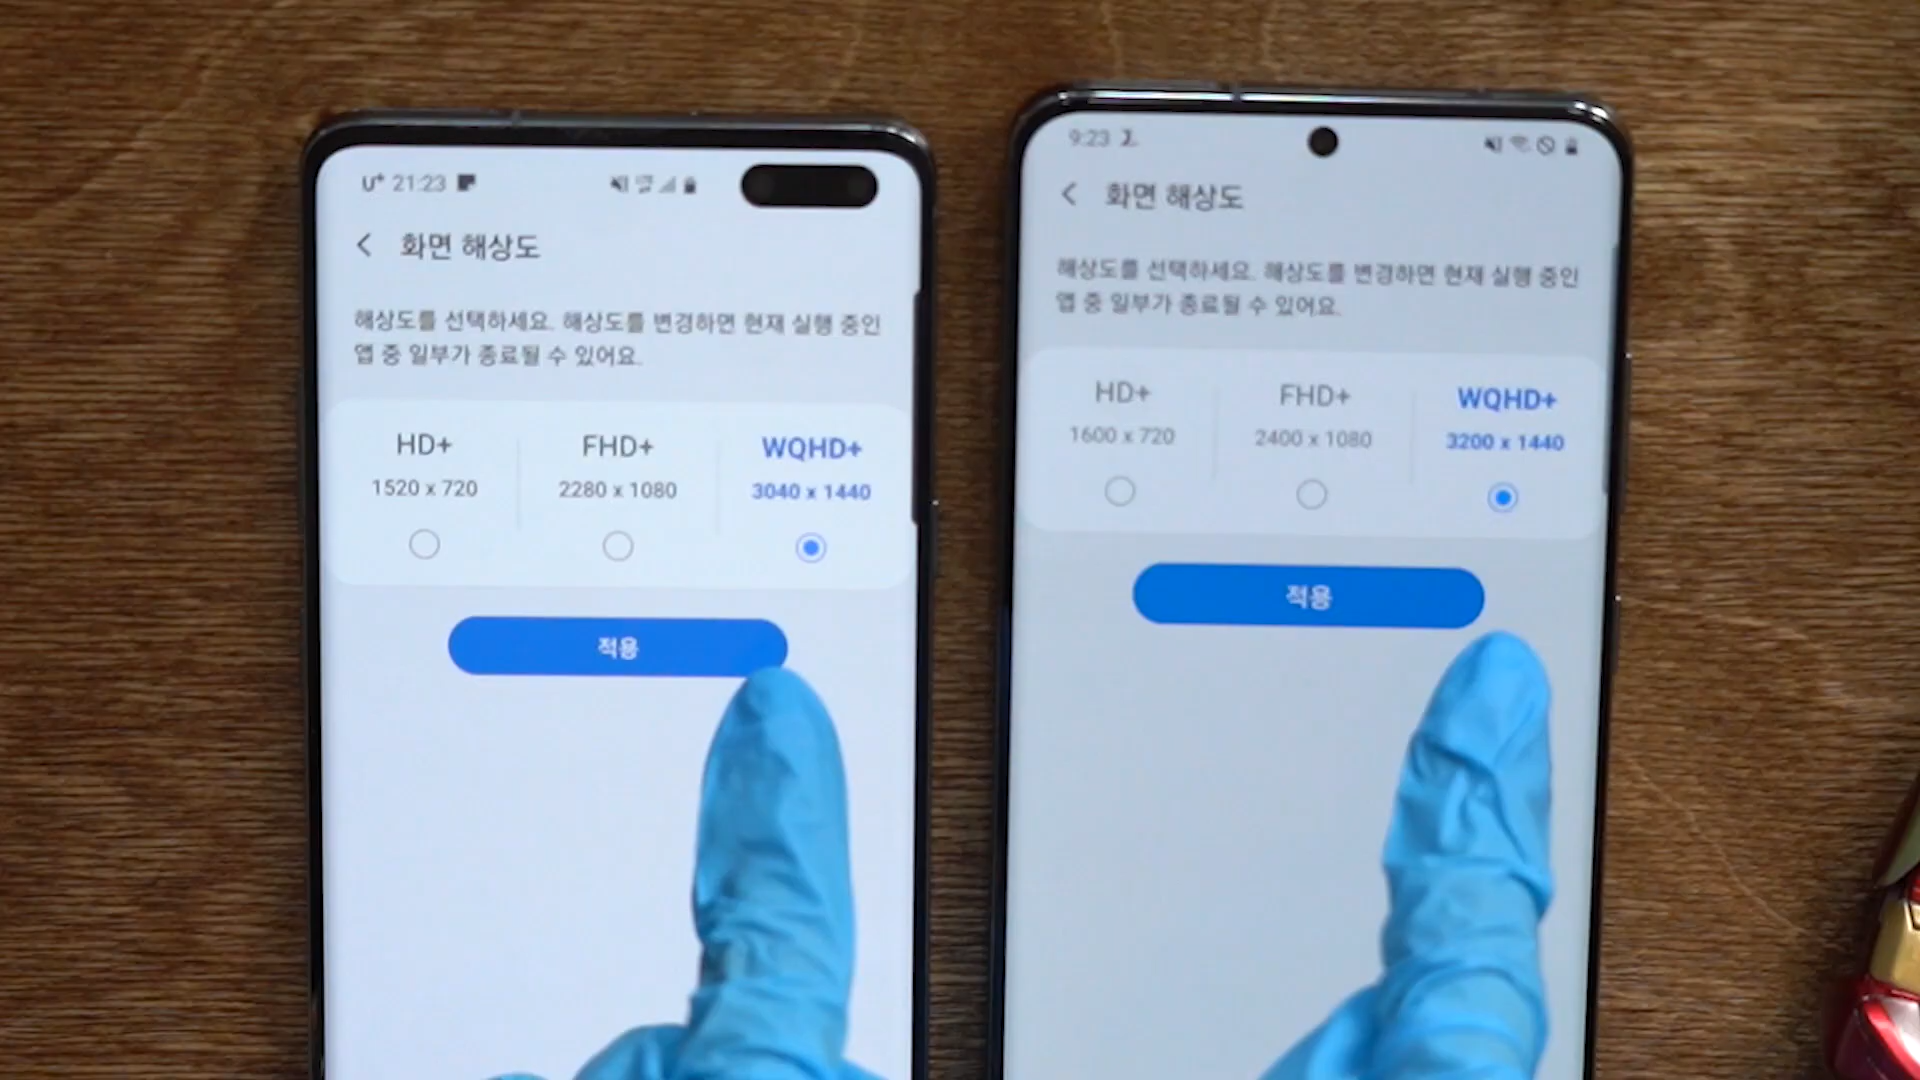 U+ 21:23
화면 해상도
해상도를 선택하세요. 해상도를 변경하면 현재 실행 중인
앱 중 일부가 종료될 수 있어요.
HD+ FHD+ WQHD+
1520 x 720 2280 x 1080 3040 x 1440
적용
9:23
화면 해상도
해상도를 선택하세요. 해상도를 변경하면 현재 실행 중인
앱 중 일부가 종료될 수 있어요.
HD+ FHD+ WQHD+
1600 x 720 2400 x 1080 3200 x 1440
적용